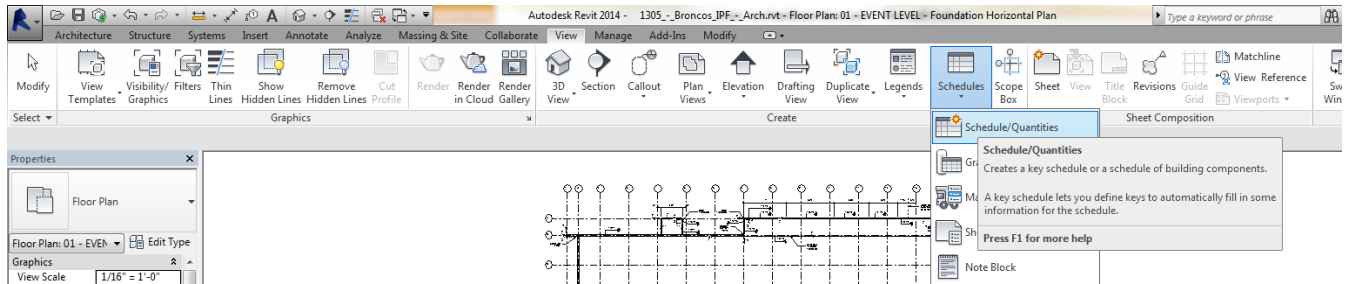 Autodesk Revit 2014 - 1305_-_Broncos_IPF_-_Arch.rvt - Floor Plan: 01 - EVENT LEVEL - Foundation Horizontal Plan
Type a keyword or phrase
Architecture Structure Systems Insert Annotate Analyze Massing & Site Collaborate View Manage Add-Ins Modify
Modify
View Templates
Visibility/ Graphics
Filters
Thin Lines
Show Hidden Lines
Remove Hidden Lines
Cut Profile
Render
Render in Cloud
Render Gallery
3D View
Section
Callout
Plan Views
Elevation
Drafting View
Duplicate View
Legends
Schedules
Scope Box
Sheet
View
Title Block
Revisions
Guide Grid
Matchline
View Reference
Viewports
Select
Graphics
Create
Sheet Composition
Properties
Floor Plan
Floor Plan: 01 - EVEN
Edit Type
Graphics
View Scale 1/16" = 1'-0"
Schedule/Quantities
Schedule/Quantities
Creates a key schedule or a schedule of building components.
A key schedule lets you define keys to automatically fill in some
information for the schedule.
Press F1 for more help
Note Block